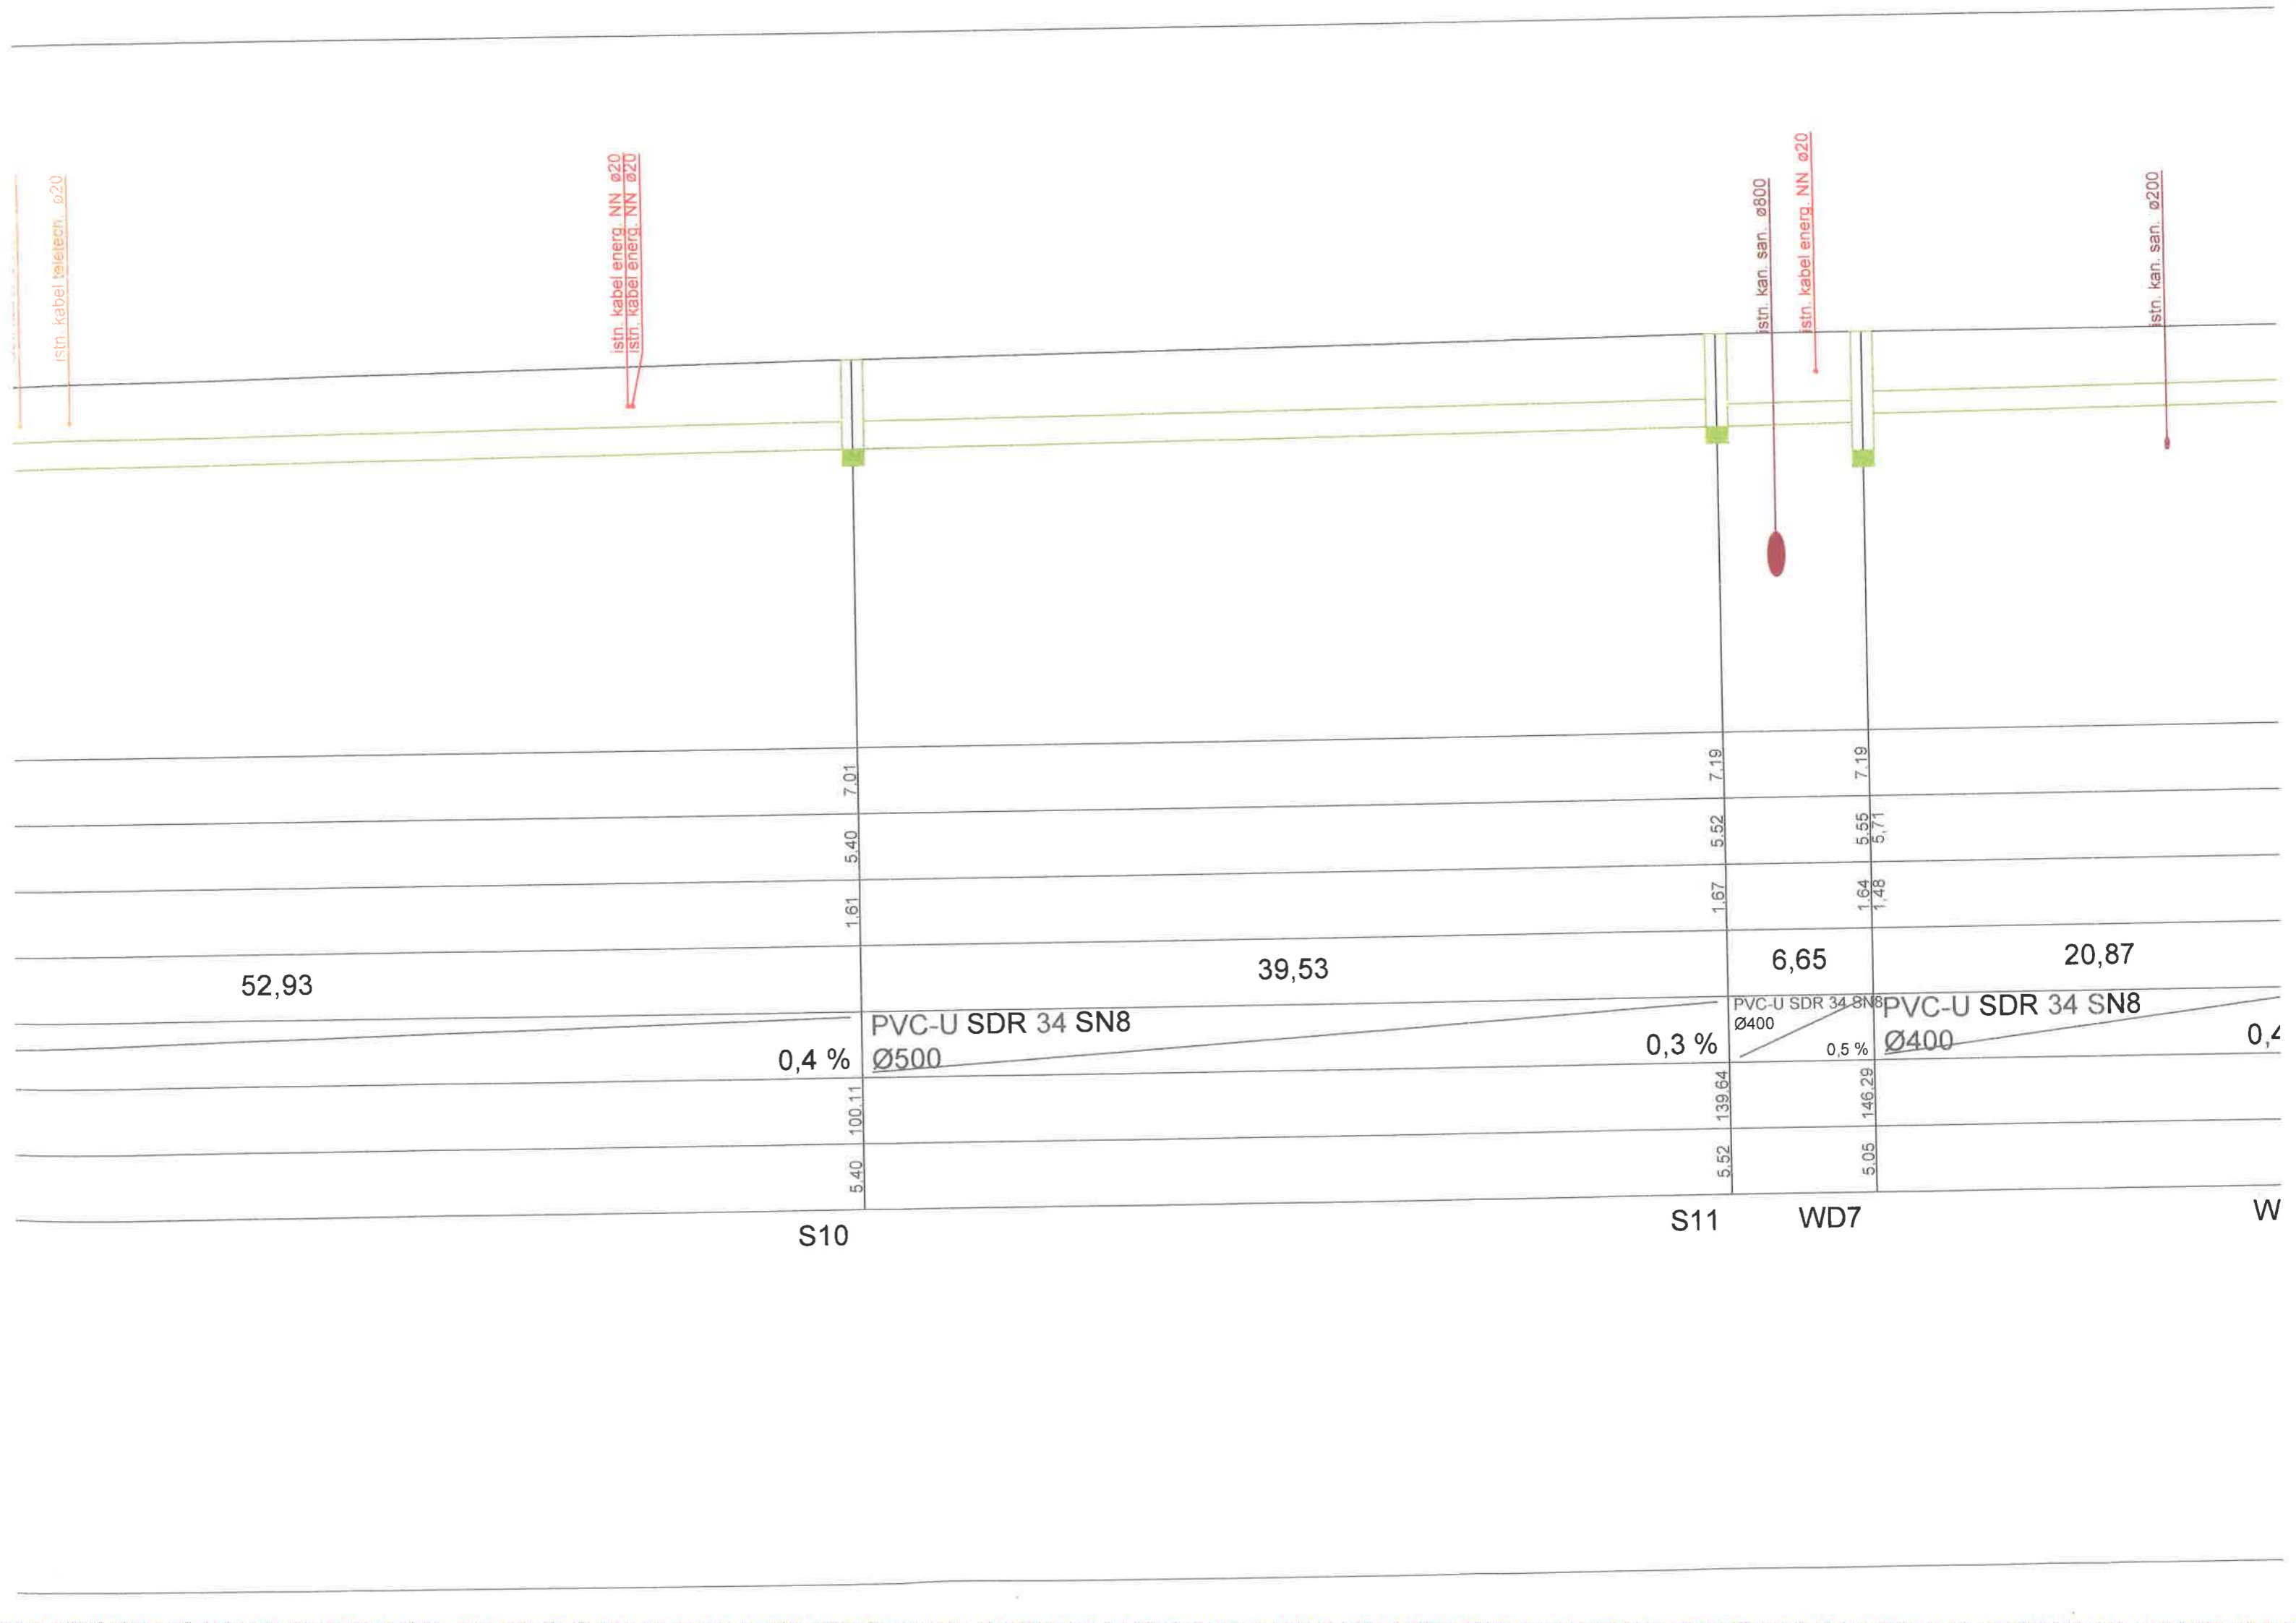 istn. kabel teletech. ø20
istn. kabel energ. NN ø20
istn. kabel energ. NN ø20
istn. kan. san. ø800
istn. kabel energ. NN ø20
istn. kan. san. ø200
7.01
7.19
7.19
5.40
5.52
5.55
5,71
1.61
1.67
1.64
1,48
52,93
39,53
6,65
20,87
PVC-U SDR 34 SN8
Ø500
PVC-U SDR 34 SN8
Ø400
PVC-U SDR 34 SN8
Ø400
0,4 %
0,3 %
0,5 %
0,4
100.11
139.64
146.29
5.40
5.52
5.05
S10
S11
WD7
W